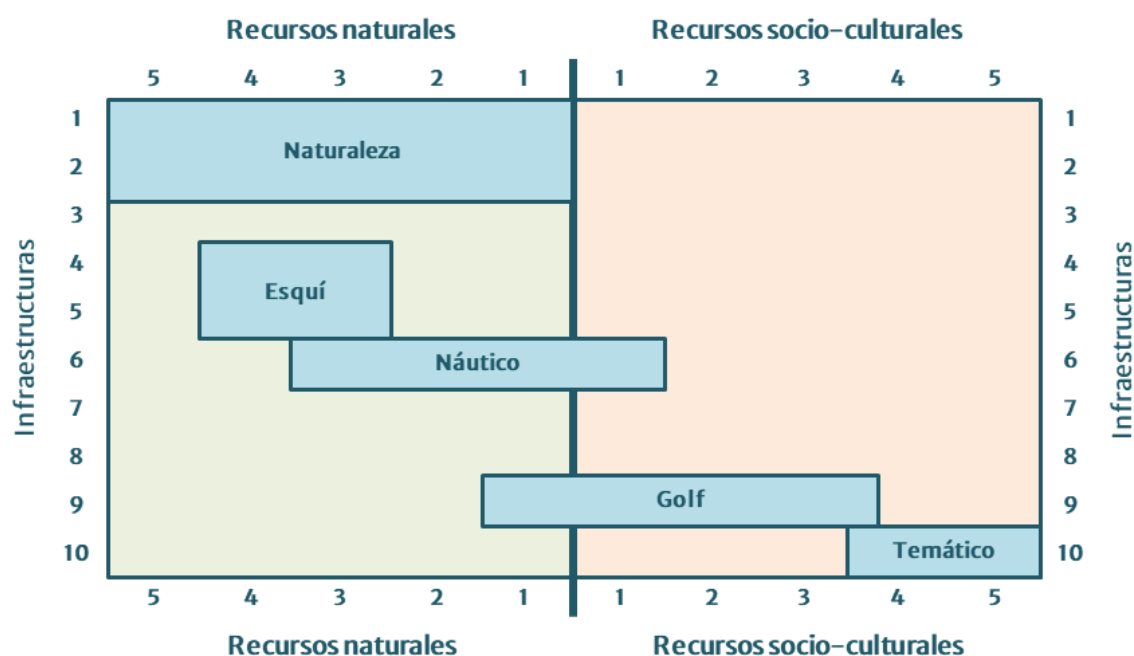 Recursos naturales Recursos socio-culturales
5 4 3 2 1 1 2 3 4 5
1 1
Naturaleza
2 2
3 3
4 4
Esquí
5 5
6 Náutico 6
7 7
8 8
9 Golf 9
10 Temático 10
Infraestructuras Infraestructuras
5 4 3 2 1 1 2 3 4 5
Recursos naturales Recursos socio-culturales